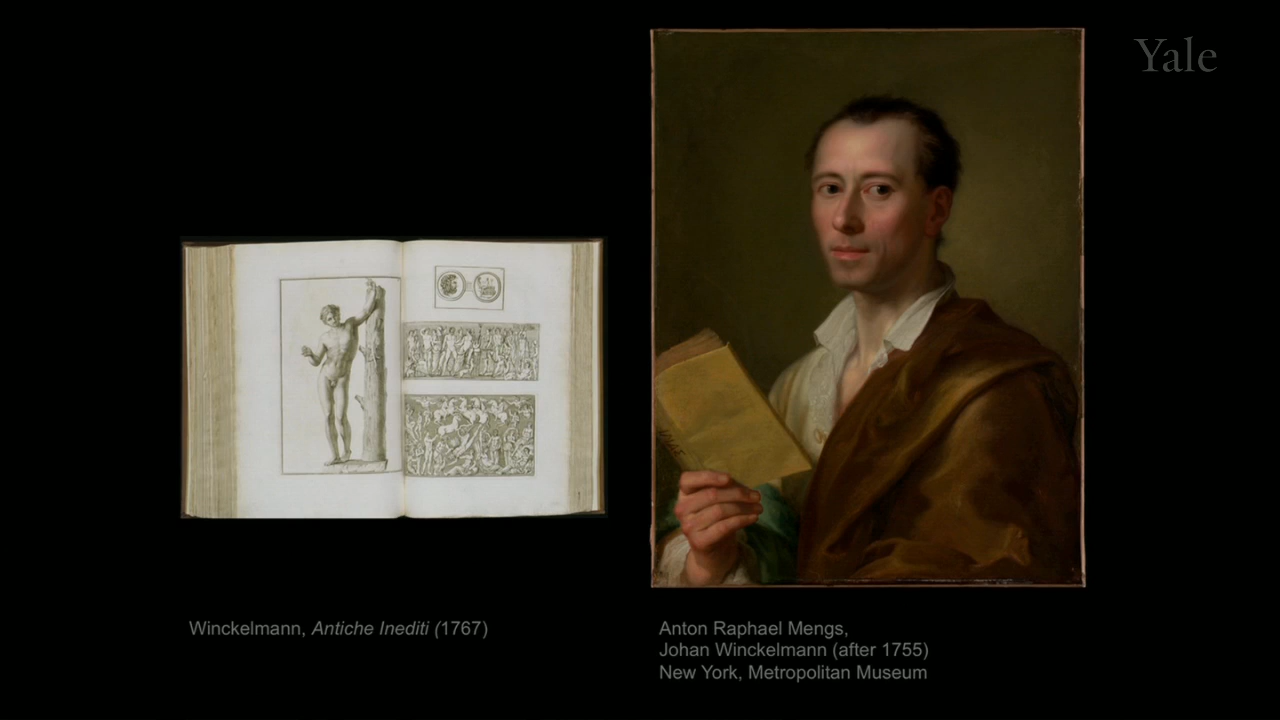 Yale
Winckelmann, Antiche Inediti (1767)
Anton Raphael Mengs,
Johan Winckelmann (after 1755)
New York, Metropolitan Museum